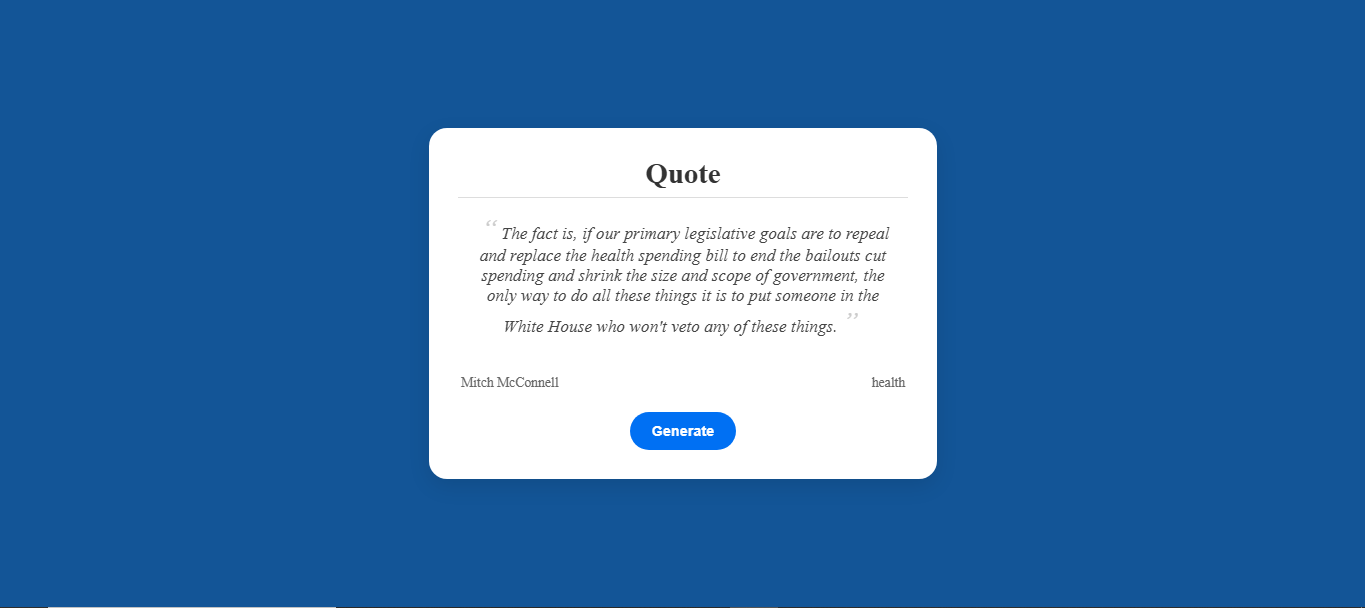 Quote
“ The fact is, if our primary legislative goals are to repeal
and replace the health spending bill to end the bailouts cut
spending and shrink the size and scope of government, the
only way to do all these things it is to put someone in the
White House who won't veto any of these things. ”
Mitch McConnell
health
Generate